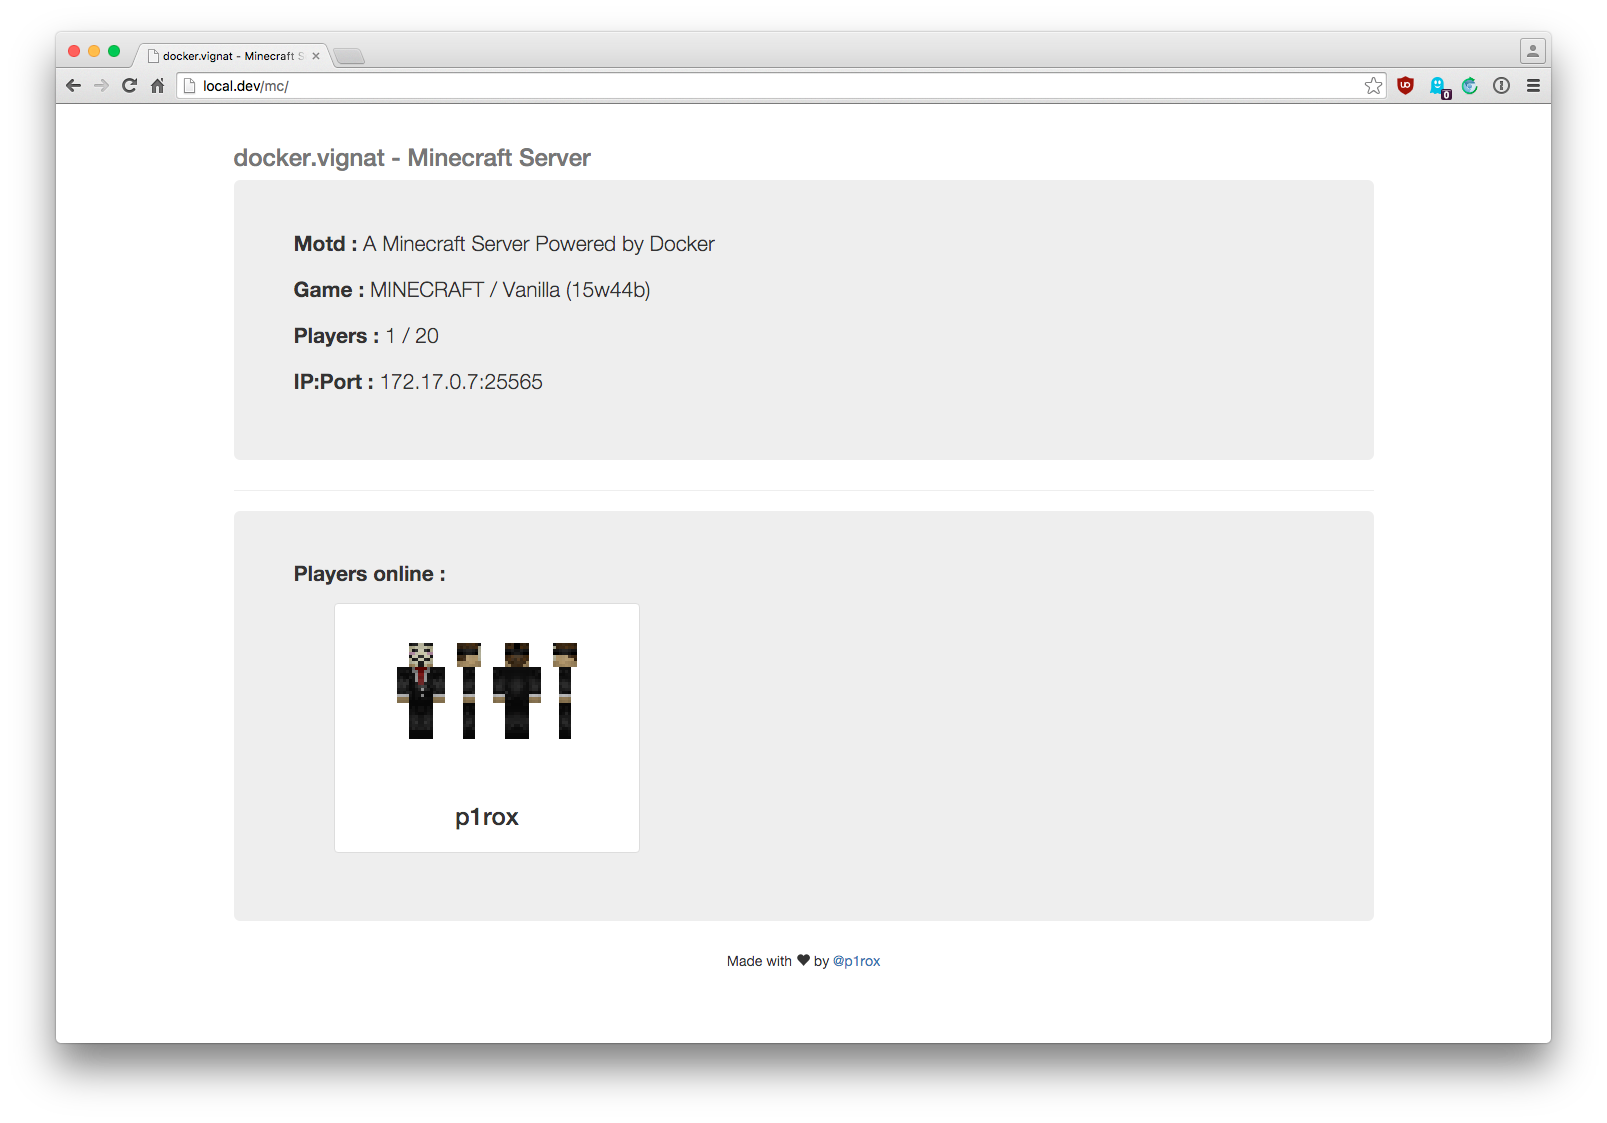 docker.vignat - Minecraft S
local.dev/mc/
0
docker.vignat - Minecraft Server
Motd : A Minecraft Server Powered by Docker
Game : MINECRAFT / Vanilla (15w44b)
Players : 1 / 20
IP:Port : 172.17.0.7:25565
Players online :
p1rox
Made with ♥ by @p1rox